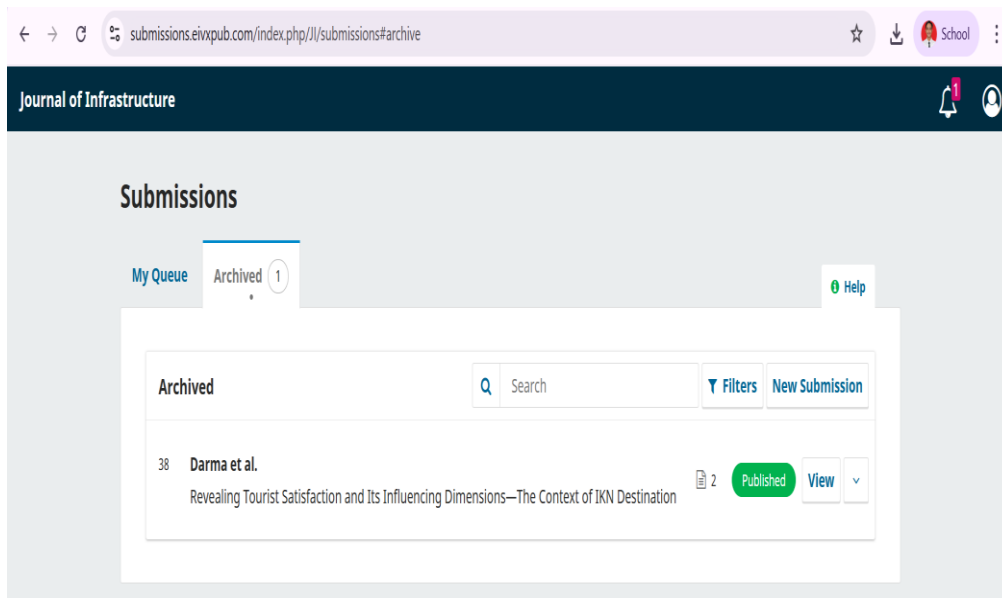 submissions.eivxpub.com/index.php/JI/submissions#archive
School
Journal of Infrastructure
1
Submissions
My Queue Archived 1
Help
Archived Search Filters New Submission
38 Darma et al. 2 Published View
Revealing Tourist Satisfaction and Its Influencing Dimensions—The Context of IKN Destination